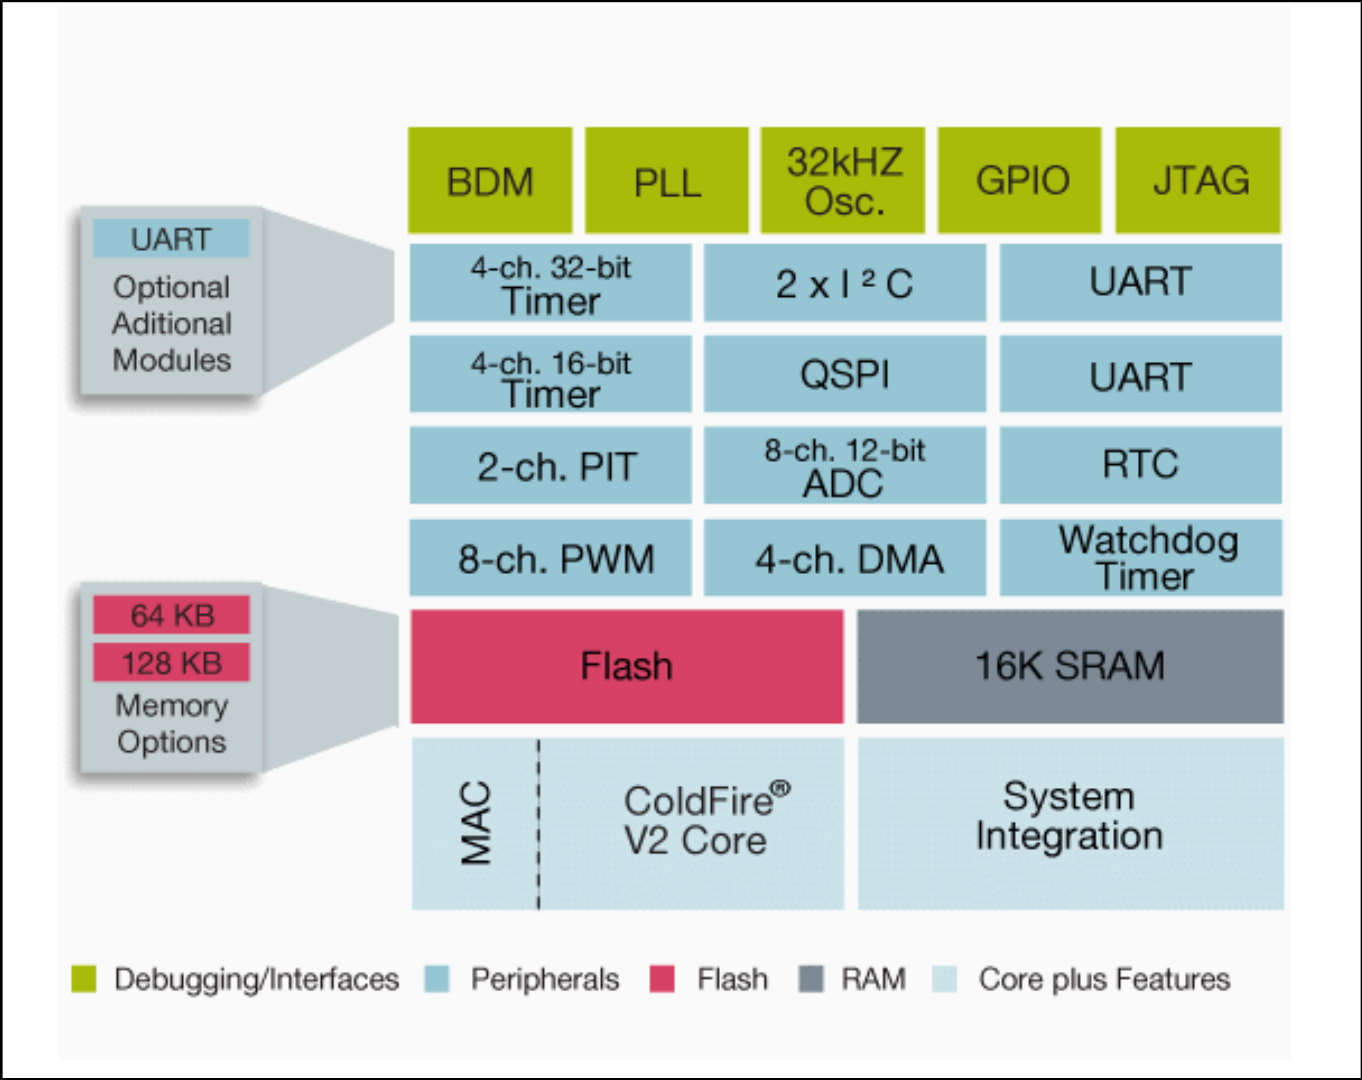 BDM
PLL
32kHZ
Osc.
GPIO
JTAG
UART
Optional
Aditional
Modules
4-ch. 32-bit
Timer
2 x I ² C
UART
4-ch. 16-bit
Timer
QSPI
UART
2-ch. PIT
8-ch. 12-bit
ADC
RTC
8-ch. PWM
4-ch. DMA
Watchdog
Timer
64 KB
128 KB
Memory
Options
Flash
16K SRAM
MAC
ColdFire®
V2 Core
System
Integration
Debugging/Interfaces
Peripherals
Flash
RAM
Core plus Features